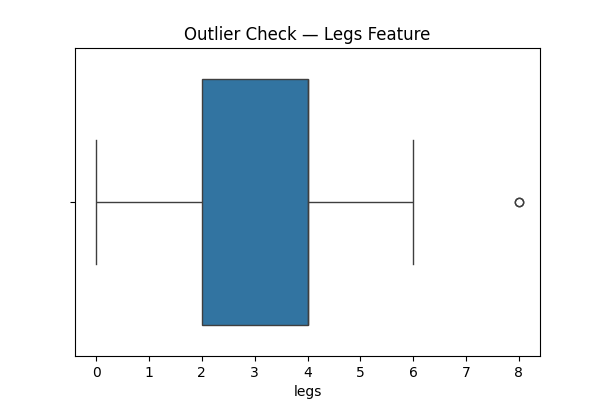 Outlier Check — Legs Feature
0 1 2 3 4 5 6 7 8
legs